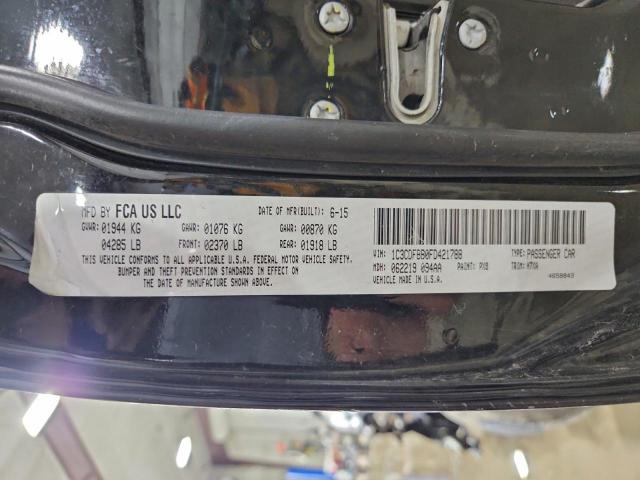 MFD BY FCA US LLC DATE OF MFR(BUILT): 6-15
GVWR: 01944 KG GAWR: 01076 KG GAWR: 00870 KG
04285 LB FRONT: 02370 LB REAR: 01918 LB
THIS VEHICLE CONFORMS TO ALL APPLICABLE U.S.A. FEDERAL MOTOR VEHICLE SAFETY,
BUMPER AND THEFT PREVENTION STANDARDS IN EFFECT ON
THE DATE OF MANUFACTURE SHOWN ABOVE.
VIN: 1C3CDFBB0FD421788 TYPE: PASSENGER CAR
MDH: 062219 094AA PAINT: PX8 TRIM: H7XA
VEHICLE MADE IN U.S.A. 4658843